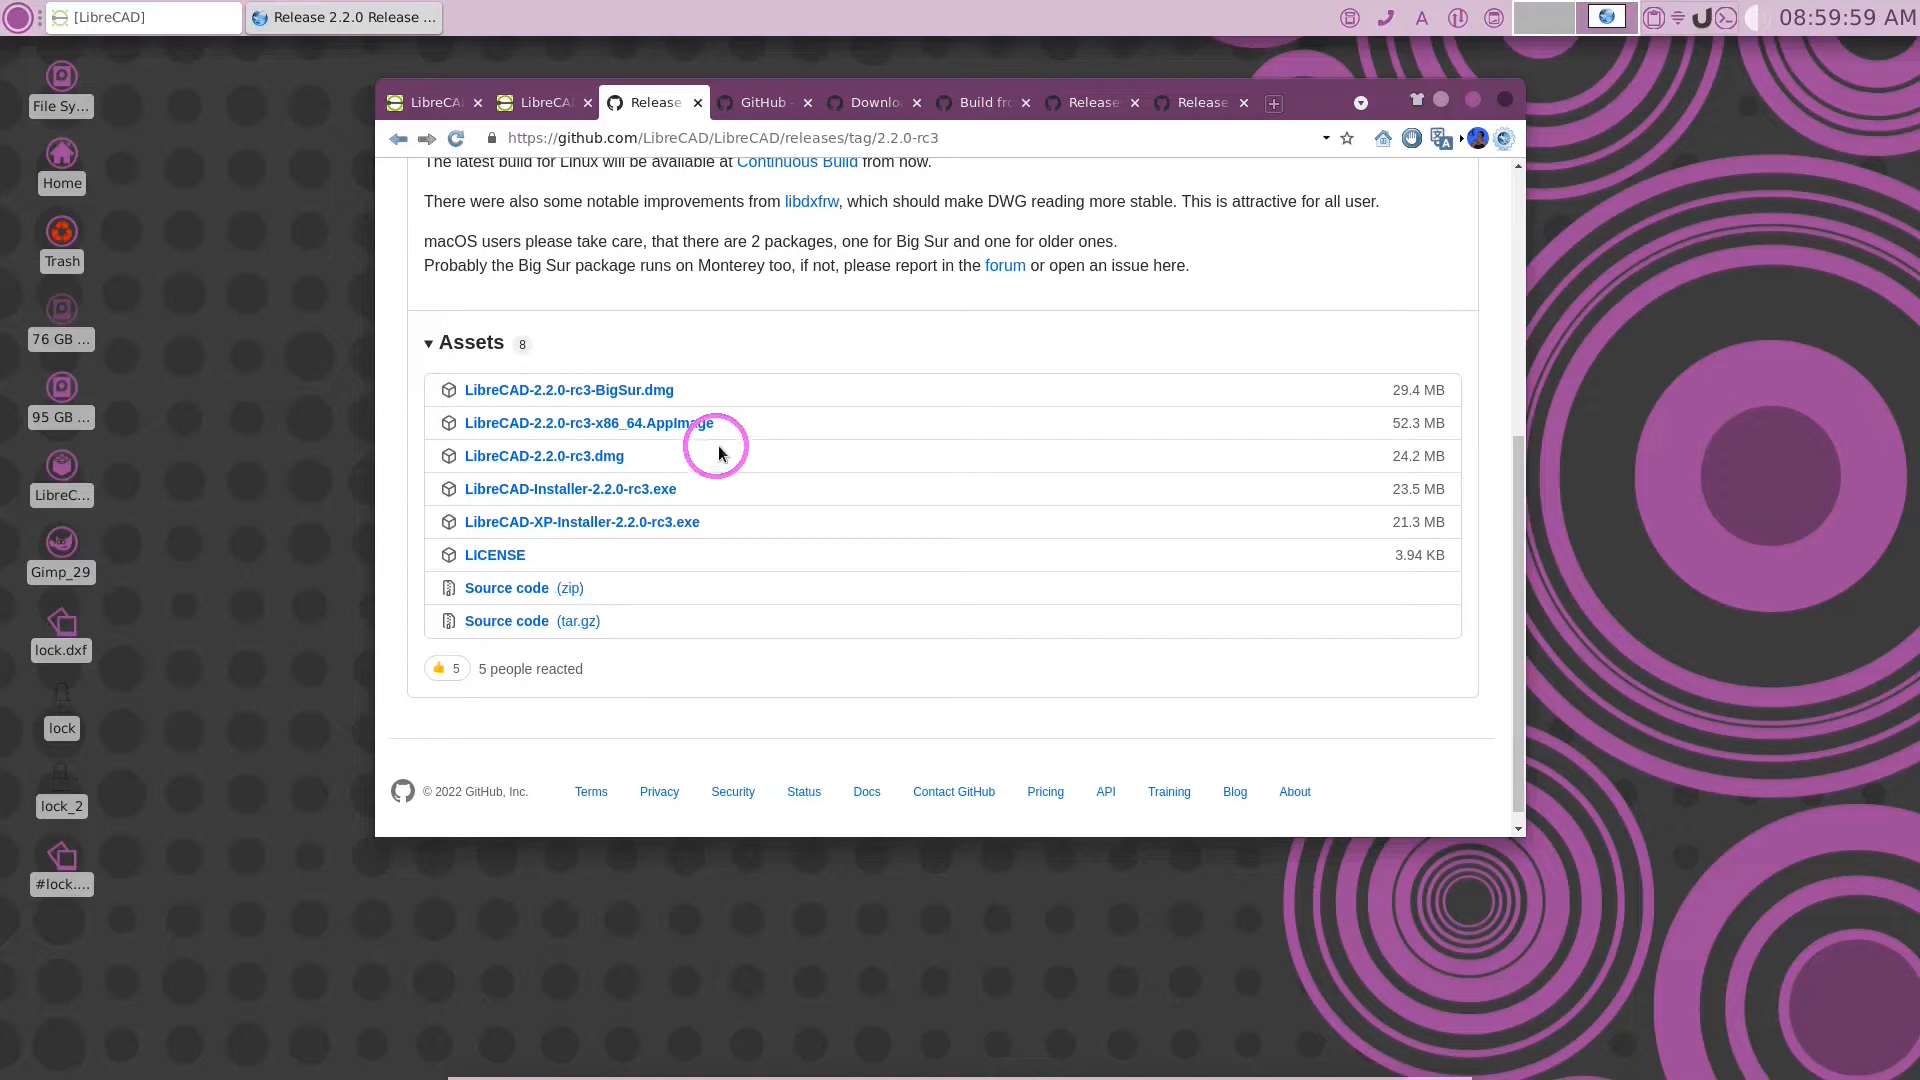 [LibreCAD]
Release 2.2.0 Release ...
A
08:59:59 AM
File Sy...
Home
Trash
76 GB ...
95 GB ...
LibreC...
Gimp_29
lock.dxf
lock
lock_2
#lock....
LibreCA
LibreCA
Release
GitHub -
Downlo
Build fr
Release
Release
https://github.com/LibreCAD/LibreCAD/releases/tag/2.2.0-rc3
The latest build for Linux will be available at Continuous Build from now.
There were also some notable improvements from libdxfrw, which should make DWG reading more stable. This is attractive for all user.
macOS users please take care, that there are 2 packages, one for Big Sur and one for older ones.
Probably the Big Sur package runs on Monterey too, if not, please report in the forum or open an issue here.
Assets 8
LibreCAD-2.2.0-rc3-BigSur.dmg 29.4 MB
LibreCAD-2.2.0-rc3-x86_64.AppImage 52.3 MB
LibreCAD-2.2.0-rc3.dmg 24.2 MB
LibreCAD-Installer-2.2.0-rc3.exe 23.5 MB
LibreCAD-XP-Installer-2.2.0-rc3.exe 21.3 MB
LICENSE 3.94 KB
Source code (zip)
Source code (tar.gz)
5 5 people reacted
© 2022 GitHub, Inc. Terms Privacy Security Status Docs Contact GitHub Pricing API Training Blog About